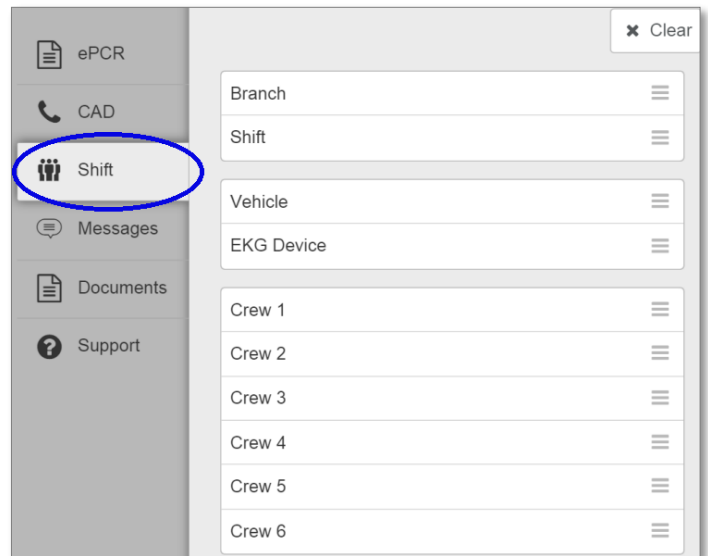 ePCR
CAD
Shift
Messages
Documents
Support
Clear
Branch
Shift
Vehicle
EKG Device
Crew 1
Crew 2
Crew 3
Crew 4
Crew 5
Crew 6